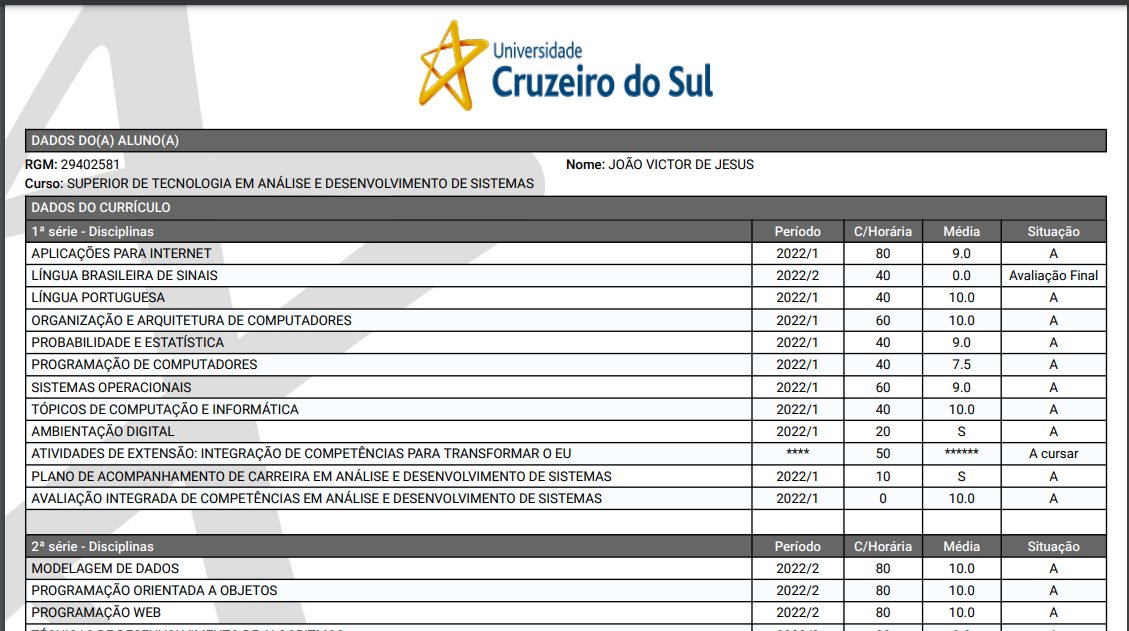 Universidade
Cruzeiro do Sul
DADOS DO(A) ALUNO(A)
RGM: 29402581 Nome: JOÃO VICTOR DE JESUS
Curso: SUPERIOR DE TECNOLOGIA EM ANÁLISE E DESENVOLVIMENTO DE SISTEMAS
DADOS DO CURRÍCULO
1ª série - Disciplinas Período C/Horária Média Situação
APLICAÇÕES PARA INTERNET 2022/1 80 9.0 A
LÍNGUA BRASILEIRA DE SINAIS 2022/2 40 0.0 Avaliação Final
LÍNGUA PORTUGUESA 2022/1 40 10.0 A
ORGANIZAÇÃO E ARQUITETURA DE COMPUTADORES 2022/1 60 10.0 A
PROBABILIDADE E ESTATÍSTICA 2022/1 40 9.0 A
PROGRAMAÇÃO DE COMPUTADORES 2022/1 40 7.5 A
SISTEMAS OPERACIONAIS 2022/1 60 9.0 A
TÓPICOS DE COMPUTAÇÃO E INFORMÁTICA 2022/1 40 10.0 A
AMBIENTAÇÃO DIGITAL 2022/1 20 S A
ATIVIDADES DE EXTENSÃO: INTEGRAÇÃO DE COMPETÊNCIAS PARA TRANSFORMAR O EU **** 50 ****** A cursar
PLANO DE ACOMPANHAMENTO DE CARREIRA EM ANÁLISE E DESENVOLVIMENTO DE SISTEMAS 2022/1 10 S A
AVALIAÇÃO INTEGRADA DE COMPETÊNCIAS EM ANÁLISE E DESENVOLVIMENTO DE SISTEMAS 2022/1 0 10.0 A
2ª série - Disciplinas Período C/Horária Média Situação
MODELAGEM DE DADOS 2022/2 80 10.0 A
PROGRAMAÇÃO ORIENTADA A OBJETOS 2022/2 80 10.0 A
PROGRAMAÇÃO WEB 2022/2 80 10.0 A